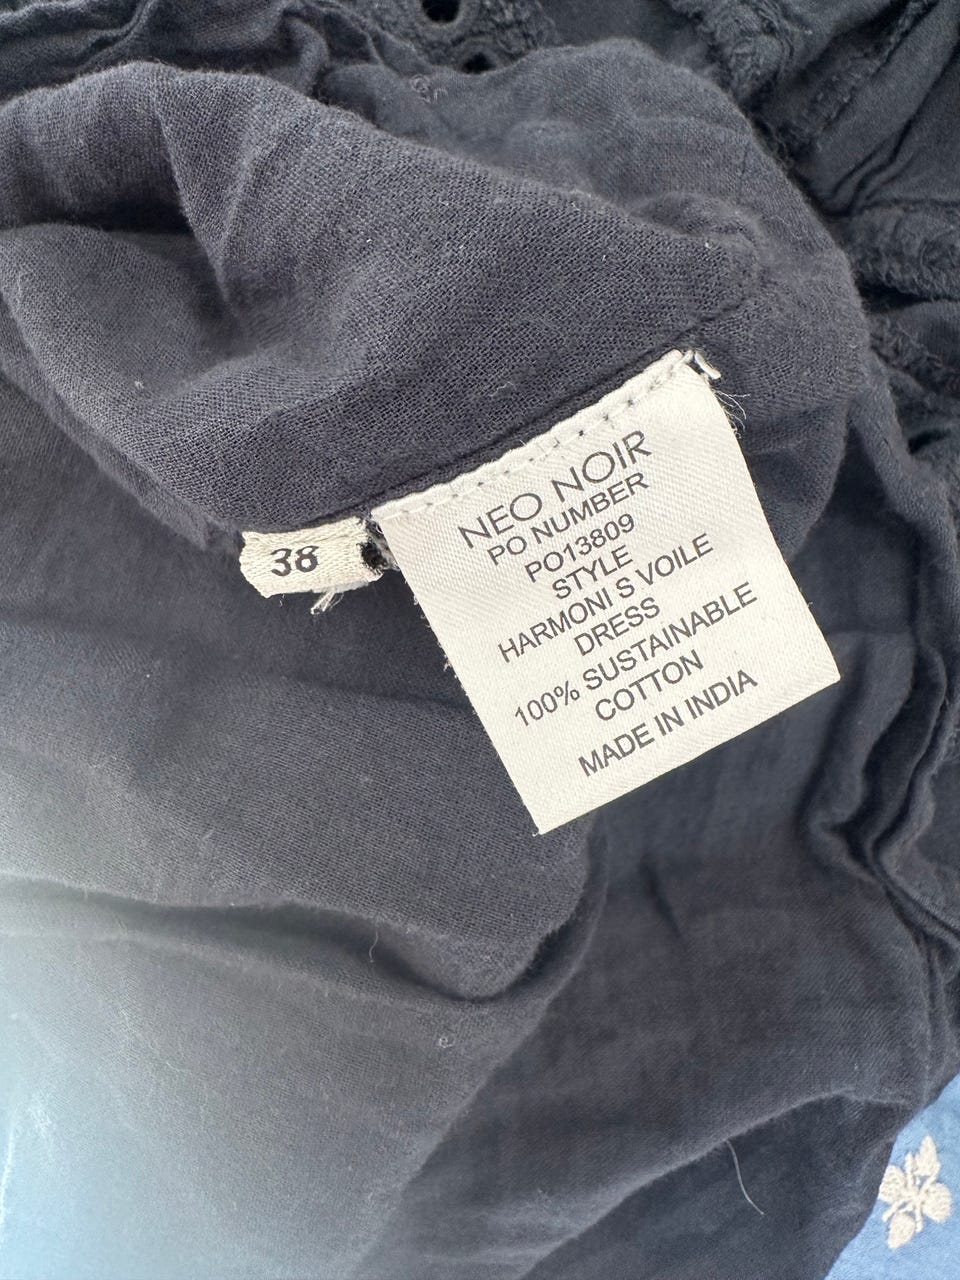 38
NEO NOIR
PO NUMBER
PO13809
STYLE
HARMONI S VOILE
DRESS
100% SUSTAINABLE
COTTON
MADE IN INDIA